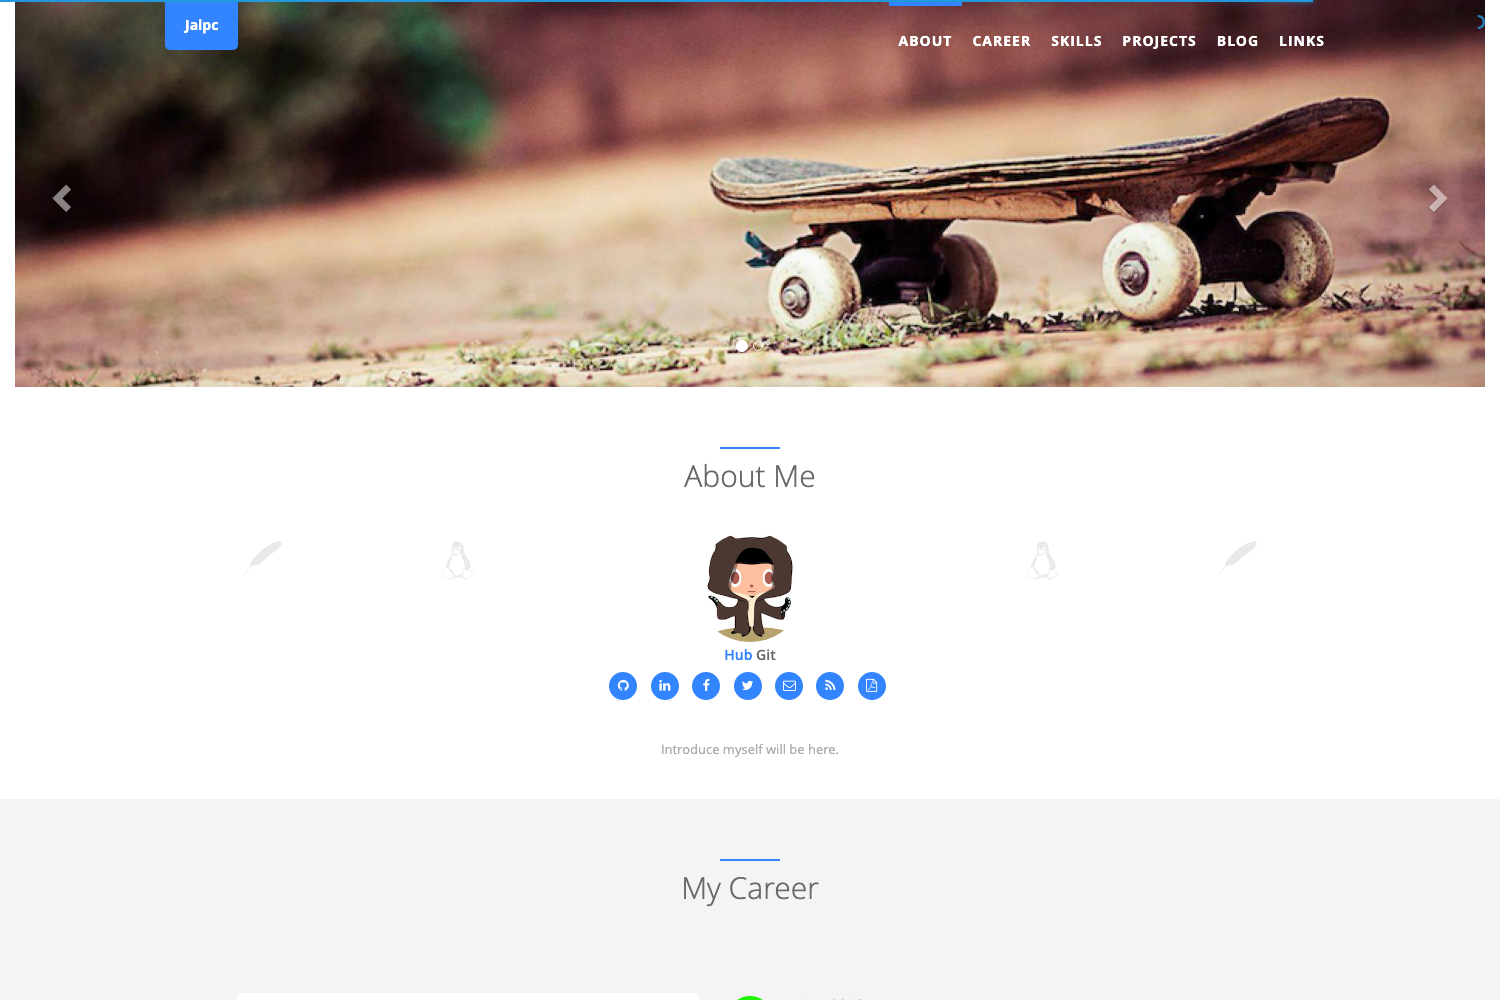 Jalpc
ABOUT CAREER SKILLS PROJECTS BLOG LINKS
About Me
Hub Git
Introduce myself will be here.
My Career